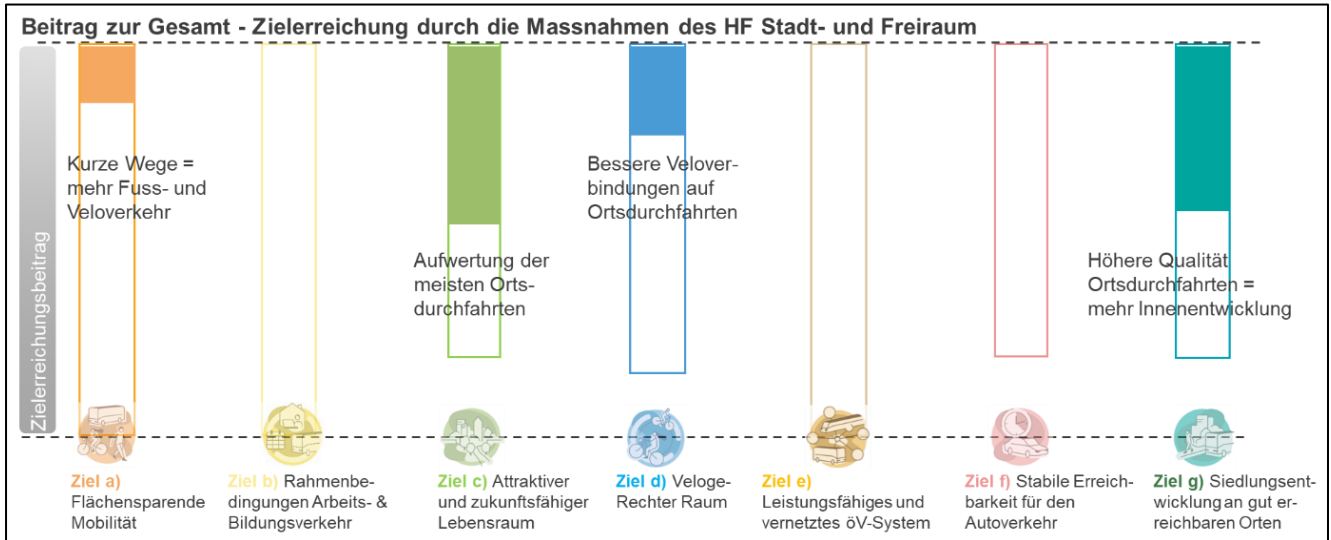 Beitrag zur Gesamt - Zielerreichung durch die Massnahmen des HF Stadt- und Freiraum
Zielerreichungsbeitrag
Kurze Wege =
mehr Fuss- und
Veloverkehr
Aufwertung der
meisten Orts-
durchfahrten
Bessere Velover-
bindungen auf
Ortsdurchfahrten
Höhere Qualität
Ortsdurchfahrten =
mehr Innenentwicklung
Ziel a)
Flächensparende
Mobilität
Ziel b) Rahmenbe-
dingungen Arbeits- &
Bildungsverkehr
Ziel c) Attraktiver
und zukunftsfähiger
Lebensraum
Ziel d) Veloge-
Rechter Raum
Ziel e)
Leistungsfähiges und
vernetztes öV-System
Ziel f) Stabile Erreich-
barkeit für den
Autoverkehr
Ziel g) Siedlungsent-
wicklung an gut er-
reichbaren Orten